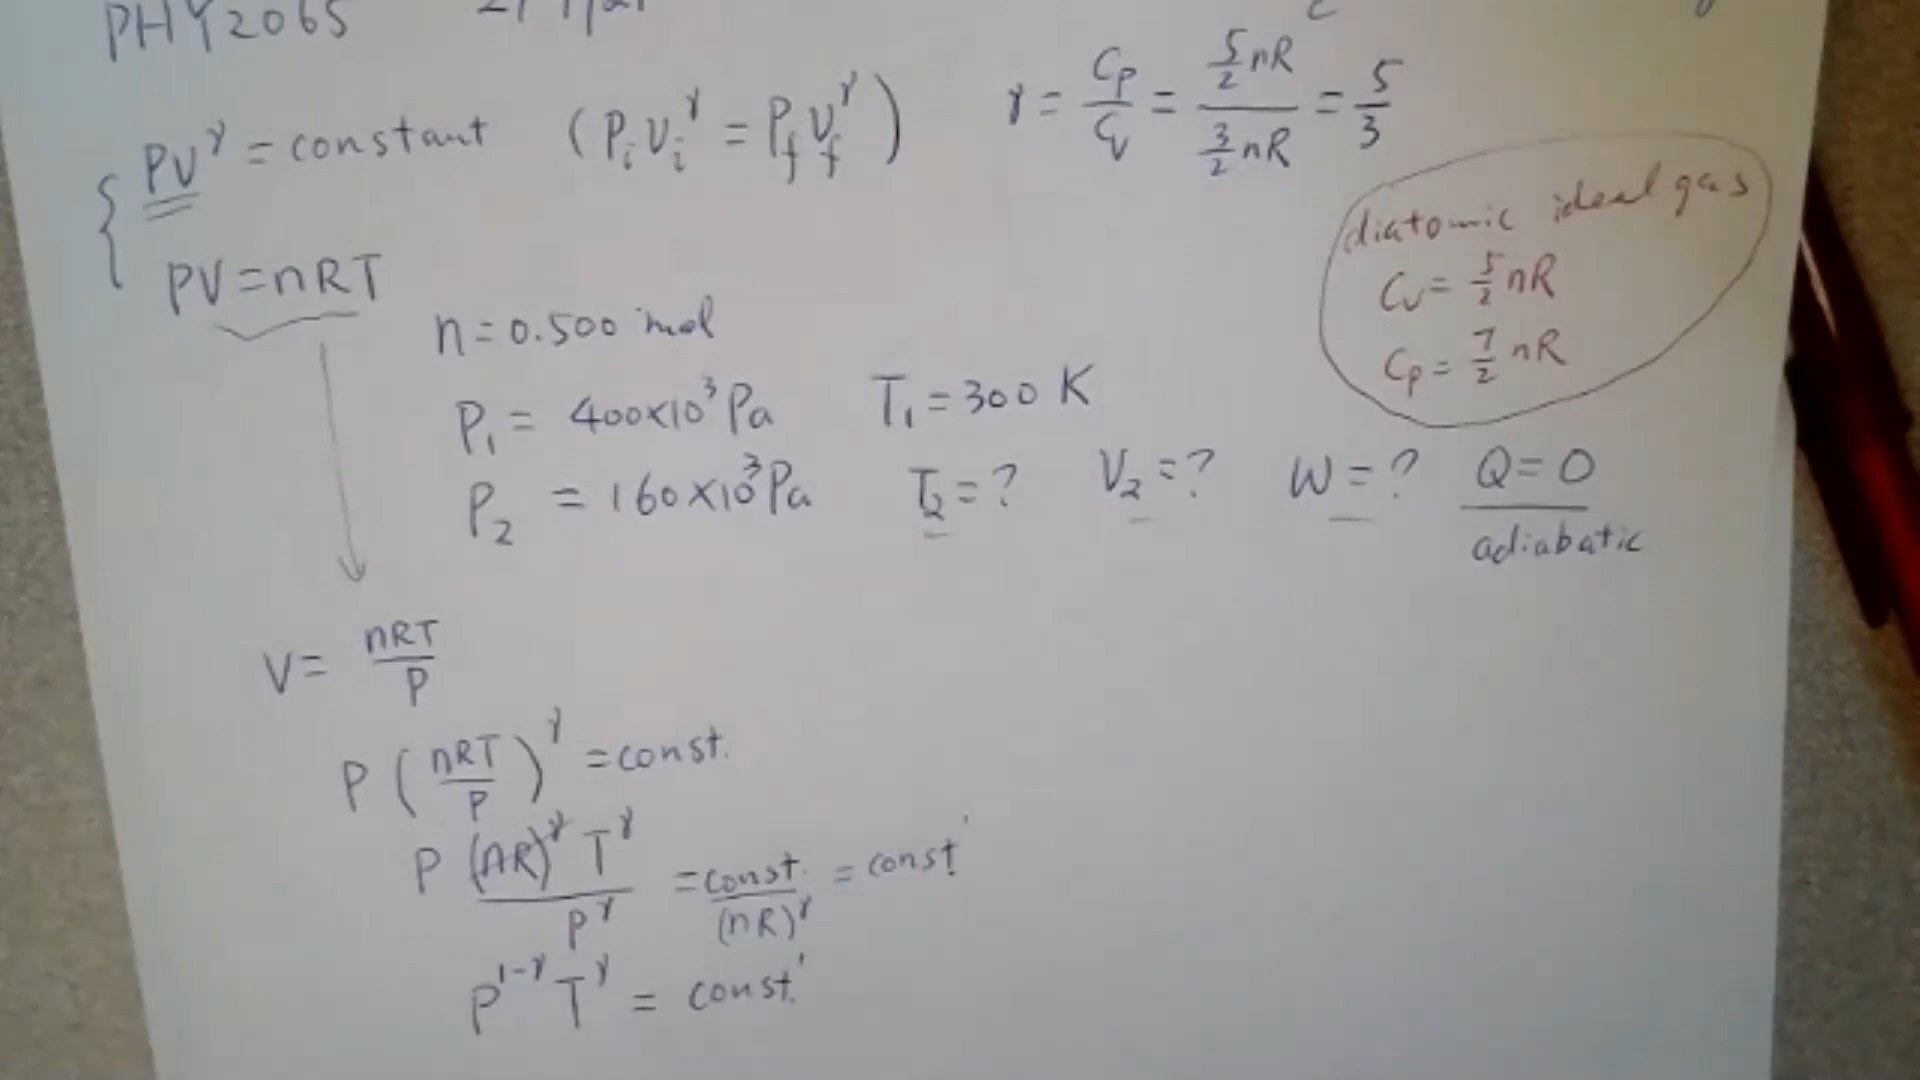 PHY2065
{ PV^γ = constant (P_i V_i^γ = P_f V_f^γ) γ = C_p/C_v = (5/2 nR)/(3/2 nR) = 5/3
PV = nRT
diatomic ideal gas
C_v = 5/2 nR
C_p = 7/2 nR
n = 0.500 mol
P_1 = 400×10^3 Pa T_1 = 300 K
P_2 = 160×10^3 Pa T_2 = ? V_2 = ? W = ? Q = 0
adiabatic
V = nRT/P
P (nRT/P)^γ = const.
P (nR)^γ T^γ / P^γ = const. / (nR)^γ = const.'
P^(1-γ) T^γ = const.'